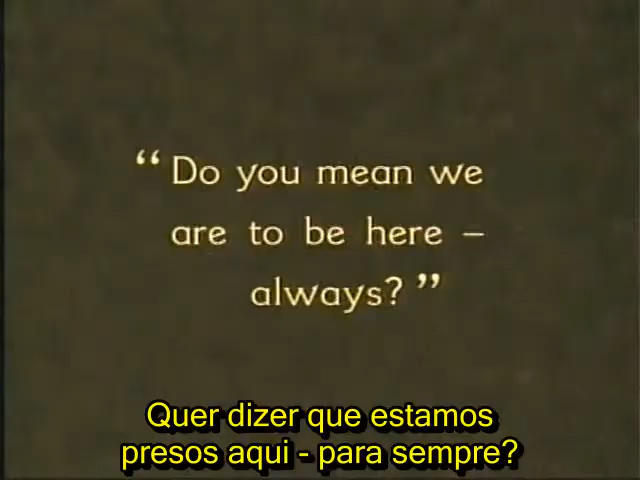 “Do you mean we
are to be here –
always?”
Quer dizer que estamos
presos aqui - para sempre?